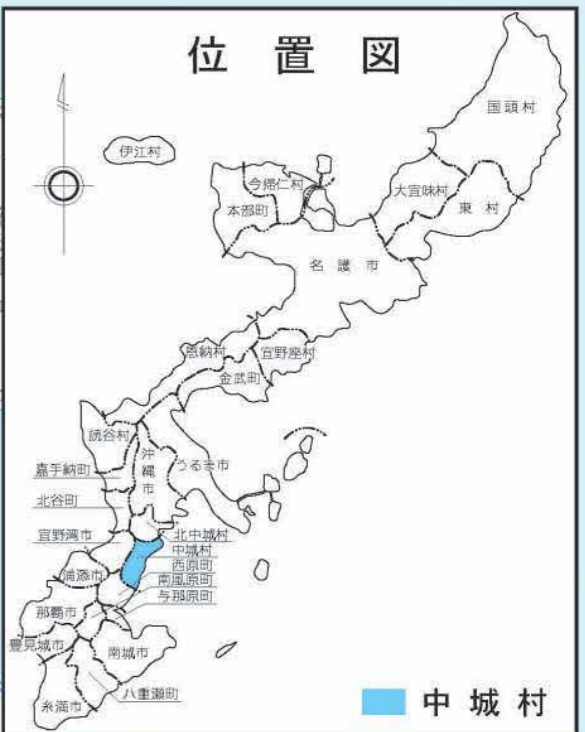 位置図
国頭村
伊江村
今帰仁村
大宜味村
本部町
東村
名護市
恩納村
宜野座村
金武町
読谷村
沖縄市
うるま市
嘉手納町
北谷町
宜野湾市
北中城村
中城村
西原町
浦添市
南風原町
与那原町
那覇市
豊見城市
南城市
八重瀬町
糸満市
中城村